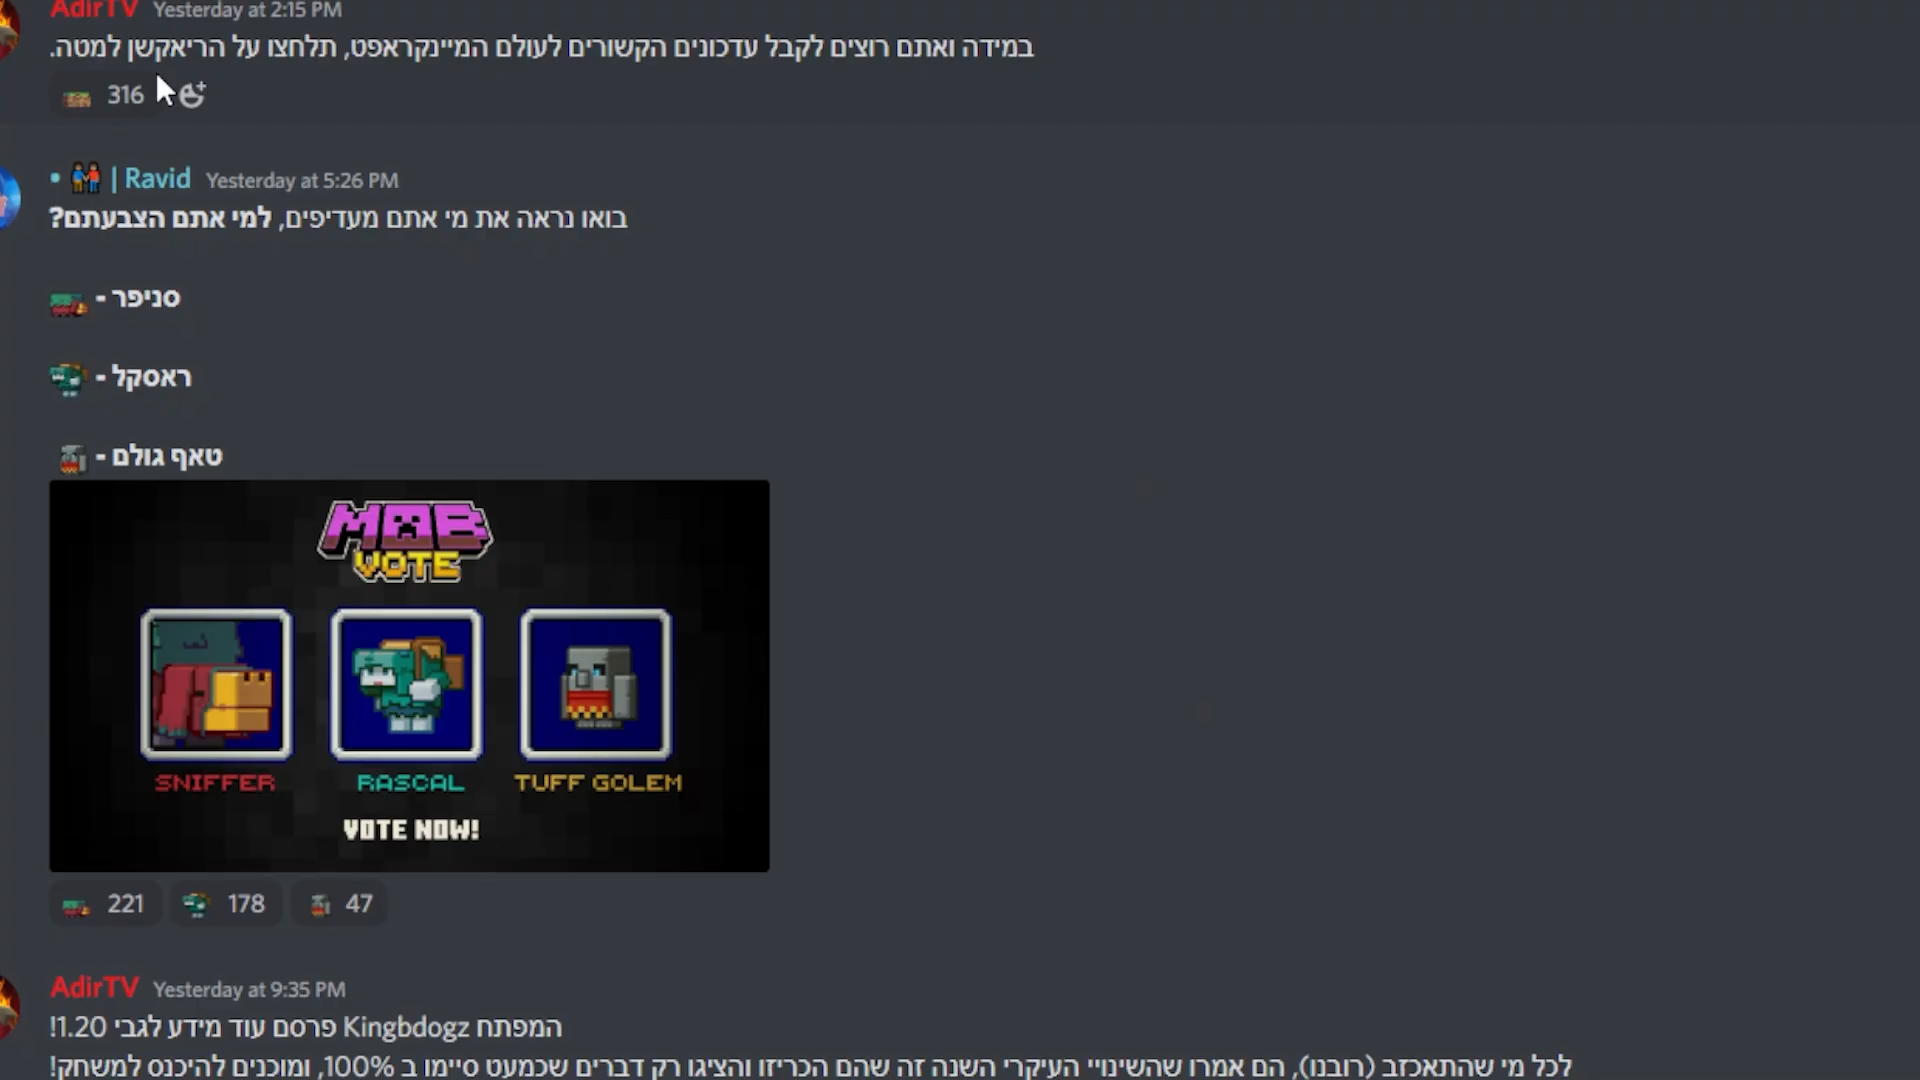 AdirTV Yesterday at 2:15 PM
במידה ואתם רוצים לקבל עדכונים הקשורים לעולם המיינקראפט, תלחצו על הריאקשן למטה.
316
• | Ravid Yesterday at 5:26 PM
בואו נראה את מי אתם מעדיפים, למי אתם הצבעתם?
סניפר -
ראסקל -
טאף גולם -
MOB
VOTE
SNIFFER RASCAL TUFF GOLEM
VOTE NOW!
221 178 47
AdirTV Yesterday at 9:35 PM
המפתח Kingbdogz פרסם עוד מידע לגבי 1.20!
לכל מי שהתאכזב (רובנו), הם אמרו שהשינויי העיקרי השנה זה שהם הכריזו והציגו רק דברים שכמעט סיימו ב 100%, ומוכנים להיכנס למשחק!